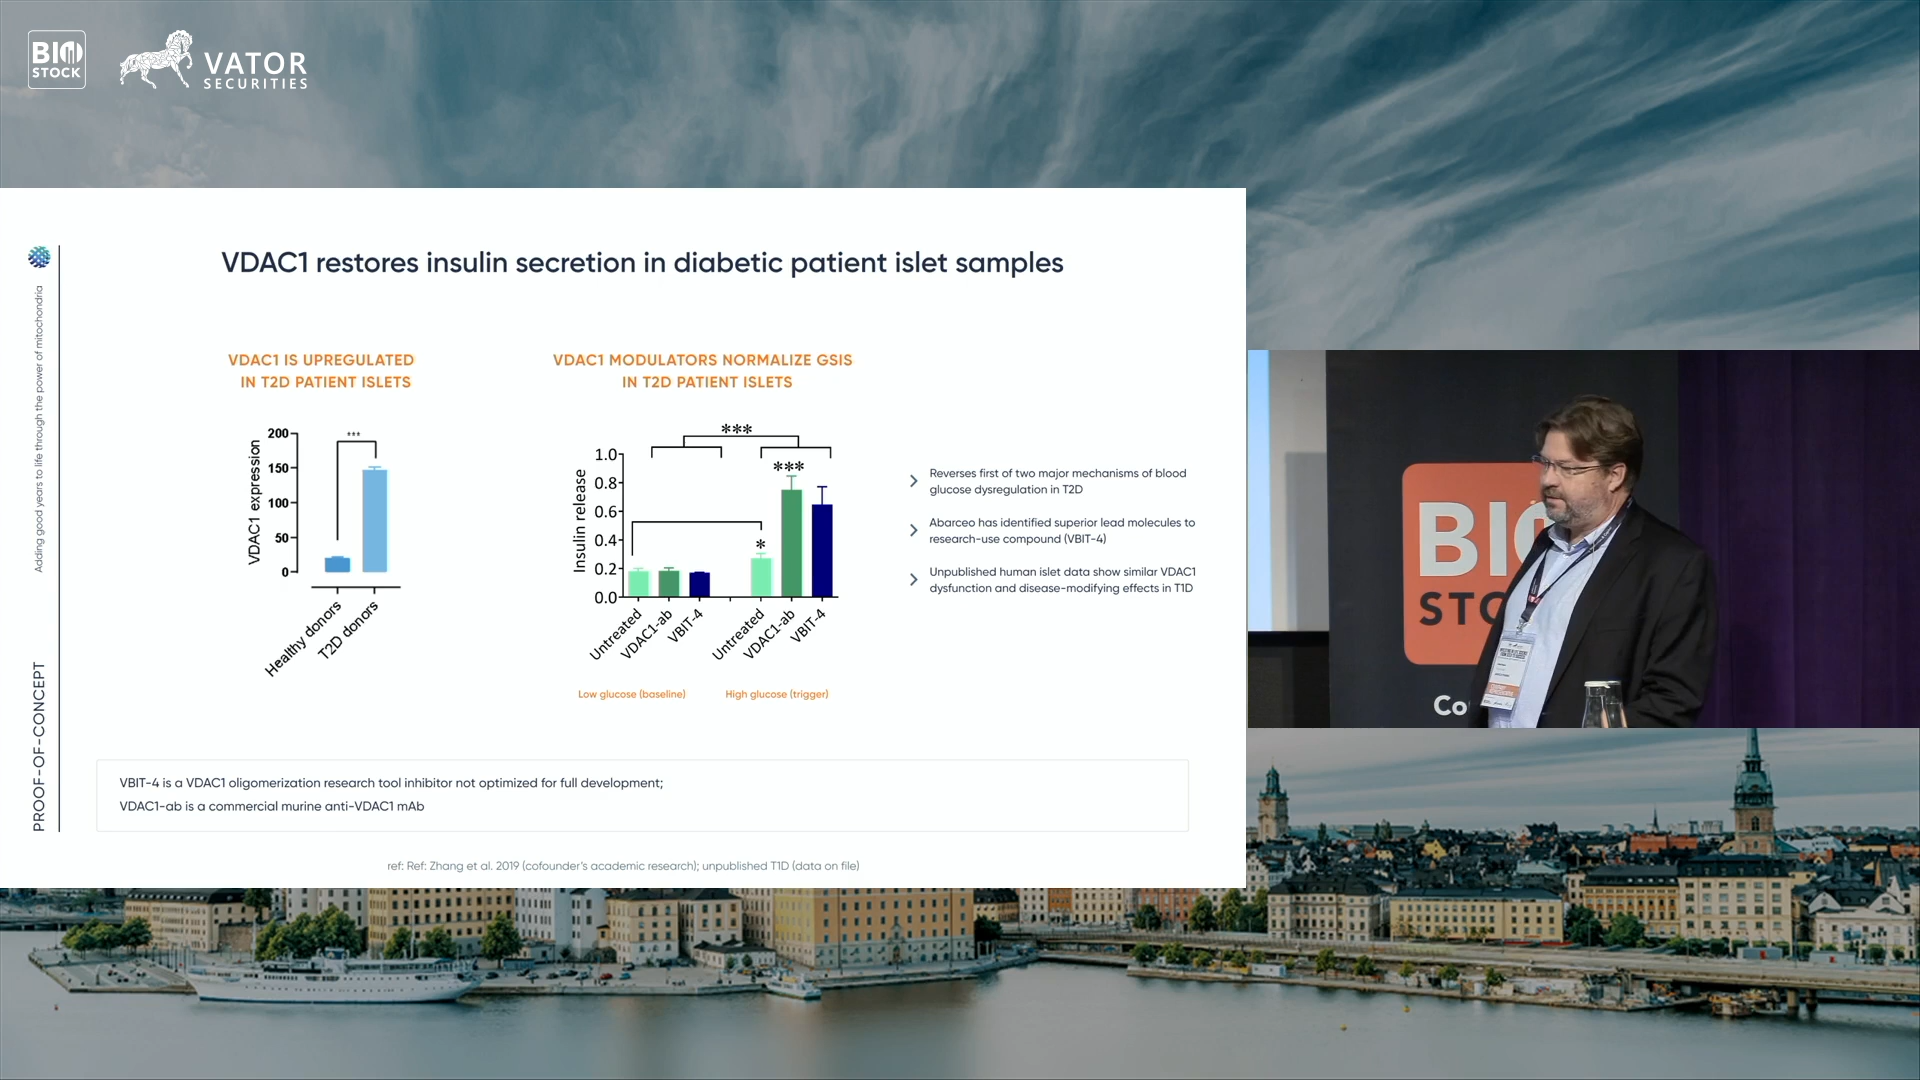 BIO
STOCK
VATOR
SECURITIES
Adding good years to life through the power of mitochondria
PROOF-OF-CONCEPT
VDAC1 restores insulin secretion in diabetic patient islet samples
VDAC1 IS UPREGULATED
IN T2D PATIENT ISLETS
VDAC1 expression
200
150
100
50
0
***
Healthy donors
T2D donors
VDAC1 MODULATORS NORMALIZE GSIS
IN T2D PATIENT ISLETS
Insulin release
1.0
0.8
0.6
0.4
0.2
0.0
***
***
*
Untreated
VDAC1-ab
VBIT-4
Untreated
VDAC1-ab
VBIT-4
Low glucose (baseline)
High glucose (trigger)
Reverses first of two major mechanisms of blood
glucose dysregulation in T2D
Abarceo has identified superior lead molecules to
research-use compound (VBIT-4)
Unpublished human islet data show similar VDAC1
dysfunction and disease-modifying effects in T1D
VBIT-4 is a VDAC1 oligomerization research tool inhibitor not optimized for full development;
VDAC1-ab is a commercial murine anti-VDAC1 mAb
ref: Ref: Zhang et al. 2019 (cofounder's academic research); unpublished T1D (data on file)
BIO
STO
Co